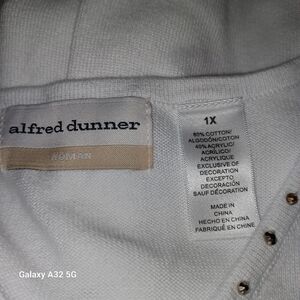 alfred dunner
WOMAN
1X
60% COTTON/
ALGODÓN/COTON
40% ACRYLIC/
ACRÍLICO/
ACRYLIQUE
EXCLUSIVE OF
DECORATION
EXCEPTO
DECORACIÓN
SAUF DÉCORATION
MADE IN
CHINA
HECHO EN CHINA
FABRIQUÉ EN CHINE
Galaxy A32 5G